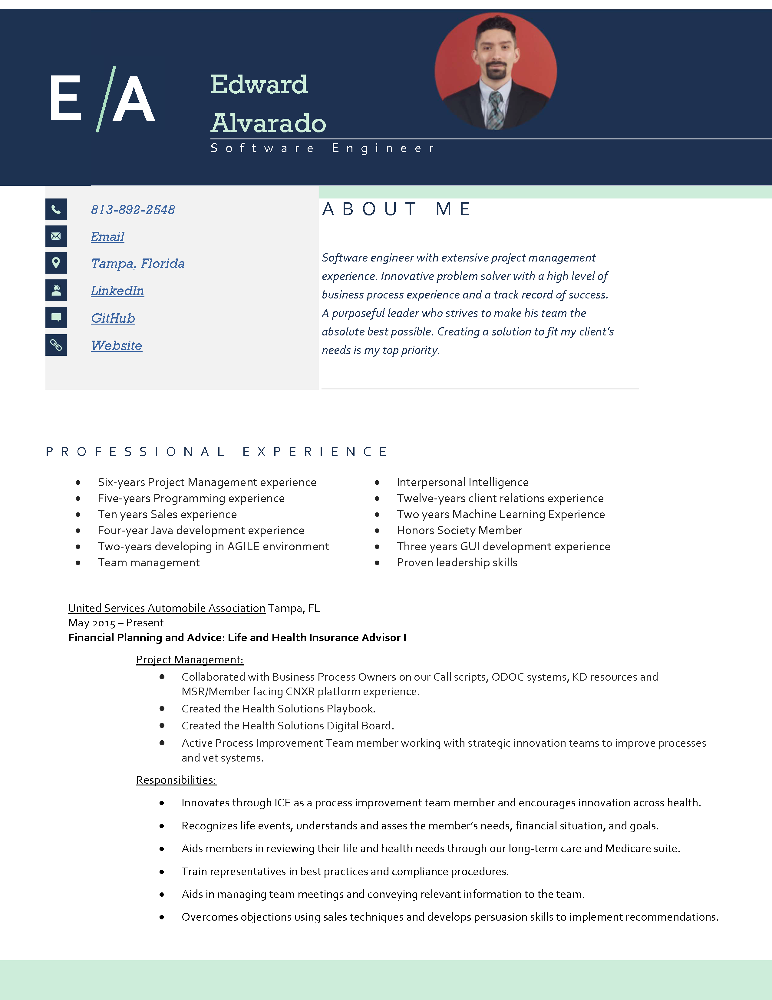 E/A
Edward
Alvarado
Software Engineer
813-892-2548
Email
Tampa, Florida
LinkedIn
GitHub
Website
ABOUT ME
Software engineer with extensive project management
experience. Innovative problem solver with a high level of
business process experience and a track record of success.
A purposeful leader who strives to make his team the
absolute best possible. Creating a solution to fit my client’s
needs is my top priority.
PROFESSIONAL EXPERIENCE
• Six-years Project Management experience
• Five-years Programming experience
• Ten years Sales experience
• Four-year Java development experience
• Two-years developing in AGILE environment
• Team management
• Interpersonal Intelligence
• Twelve-years client relations experience
• Two years Machine Learning Experience
• Honors Society Member
• Three years GUI development experience
• Proven leadership skills
United Services Automobile Association Tampa, FL
May 2015 – Present
Financial Planning and Advice: Life and Health Insurance Advisor I
Project Management:
• Collaborated with Business Process Owners on our Call scripts, ODOC systems, KD resources and
MSR/Member facing CNXR platform experience.
• Created the Health Solutions Playbook.
• Created the Health Solutions Digital Board.
• Active Process Improvement Team member working with strategic innovation teams to improve processes
and vet systems.
Responsibilities:
• Innovates through ICE as a process improvement team member and encourages innovation across health.
• Recognizes life events, understands and asses the member’s needs, financial situation, and goals.
• Aids members in reviewing their life and health needs through our long-term care and Medicare suite.
• Train representatives in best practices and compliance procedures.
• Aids in managing team meetings and conveying relevant information to the team.
• Overcomes objections using sales techniques and develops persuasion skills to implement recommendations.